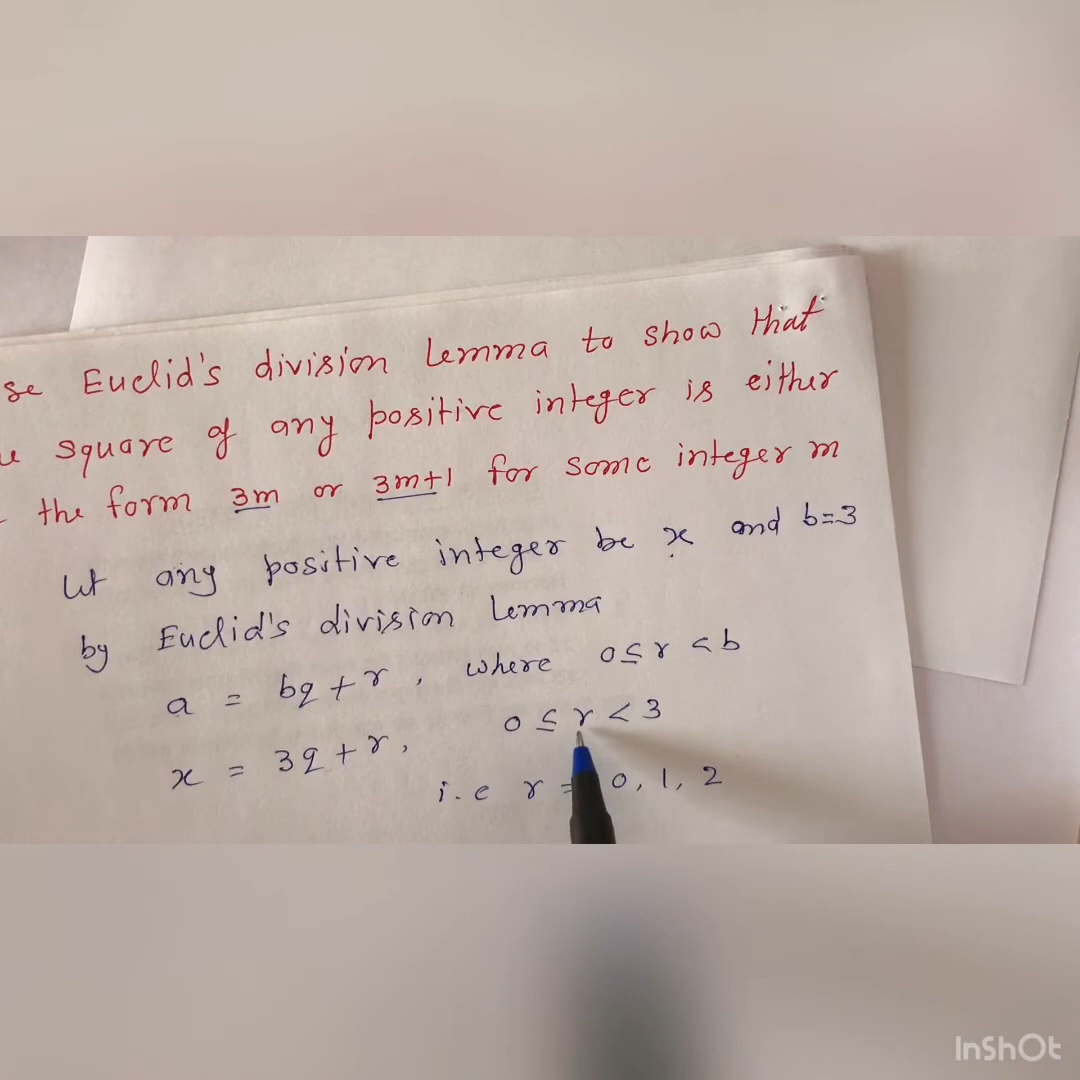 se Euclid's division Lemma to show that
square of any positive integer is either
the form 3m or 3m+1 for some integer m
Let any positive integer be x and b=3
by Euclid's division Lemma
a = bq + r, where 0 ≤ r < b
x = 3q + r, 0 ≤ r < 3
i.e r = 0, 1, 2
InShOt